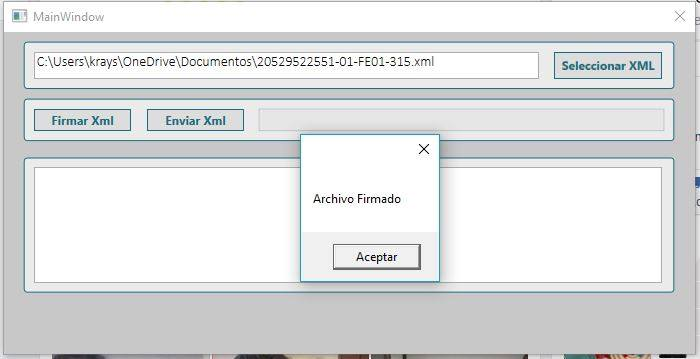 MainWindow
C:\Users\krays\OneDrive\Documentos\20529522551-01-FE01-315.xml
Seleccionar XML
Firmar Xml
Enviar Xml
Archivo Firmado
Aceptar